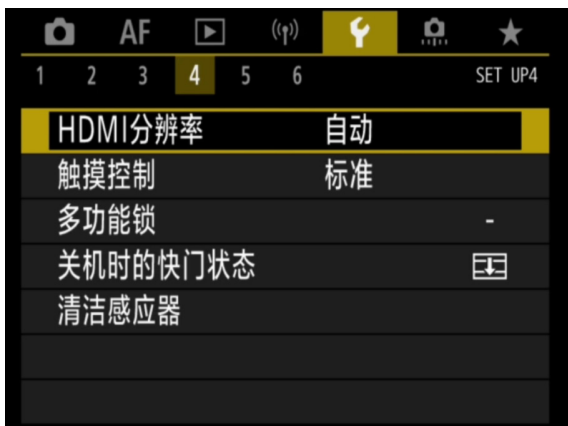 AF
1 2 3 4 5 6 SET UP4
HDMI分辨率 自动
触摸控制 标准
多功能锁 -
关机时的快门状态
清洁感应器